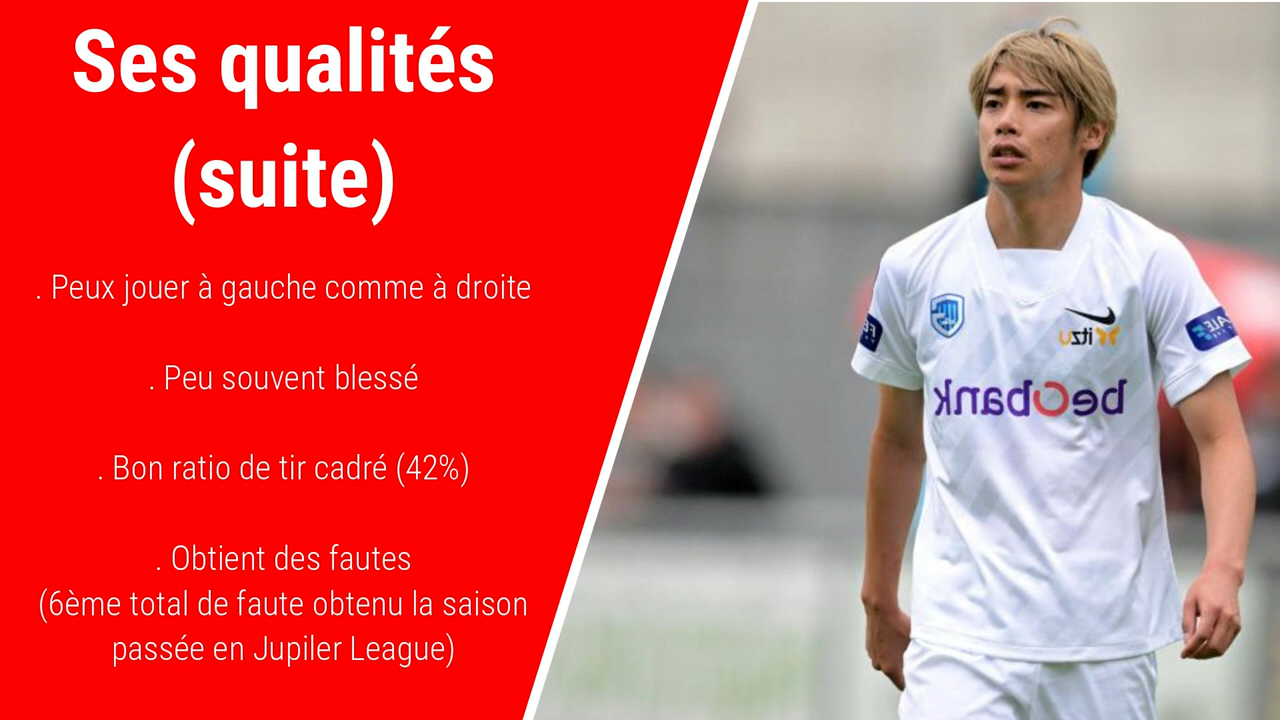 Ses qualités
(suite)
. Peux jouer à gauche comme à droite
. Peu souvent blessé
. Bon ratio de tir cadré (42%)
. Obtient des fautes
(6ème total de faute obtenu la saison
passée en Jupiler League)
itzu
beobank